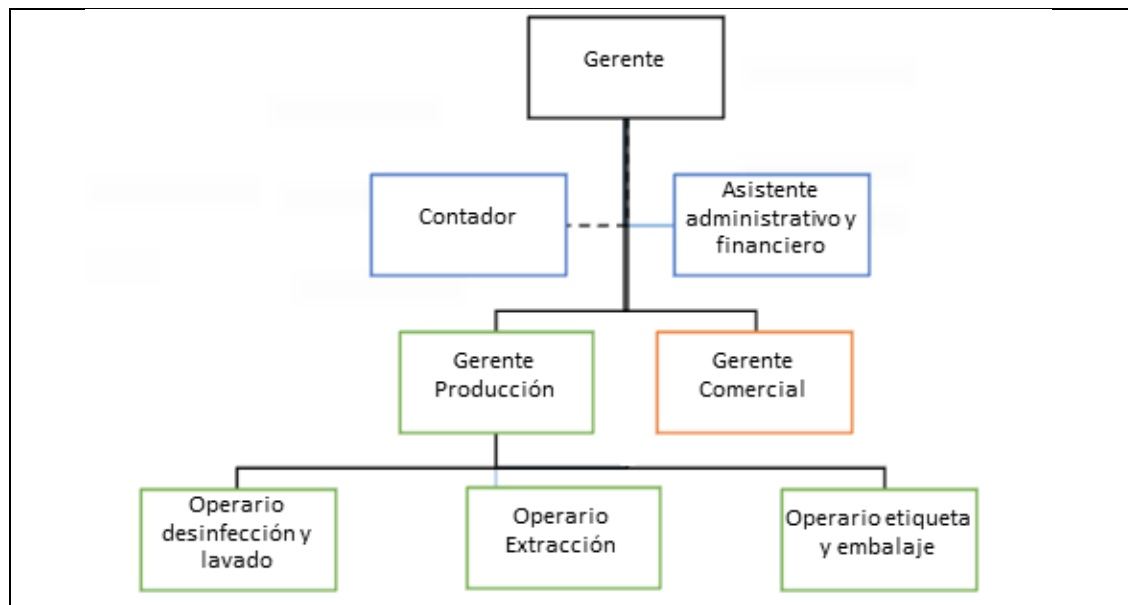 Gerente
Contador
Asistente
administrativo y
financiero
Gerente
Producción
Gerente
Comercial
Operario
desinfección y
lavado
Operario
Extracción
Operario etiqueta
y embalaje